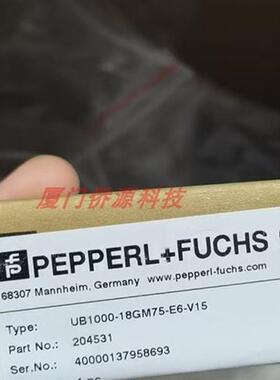 厦门侨源科技
PEPPERL+FUCHS
68307 Mannheim, Germany www.pepperl-fuchs.com
Type: UB1000-18GM75-E6-V15
Part No.: 204531
Ser.No.: 40000137958693